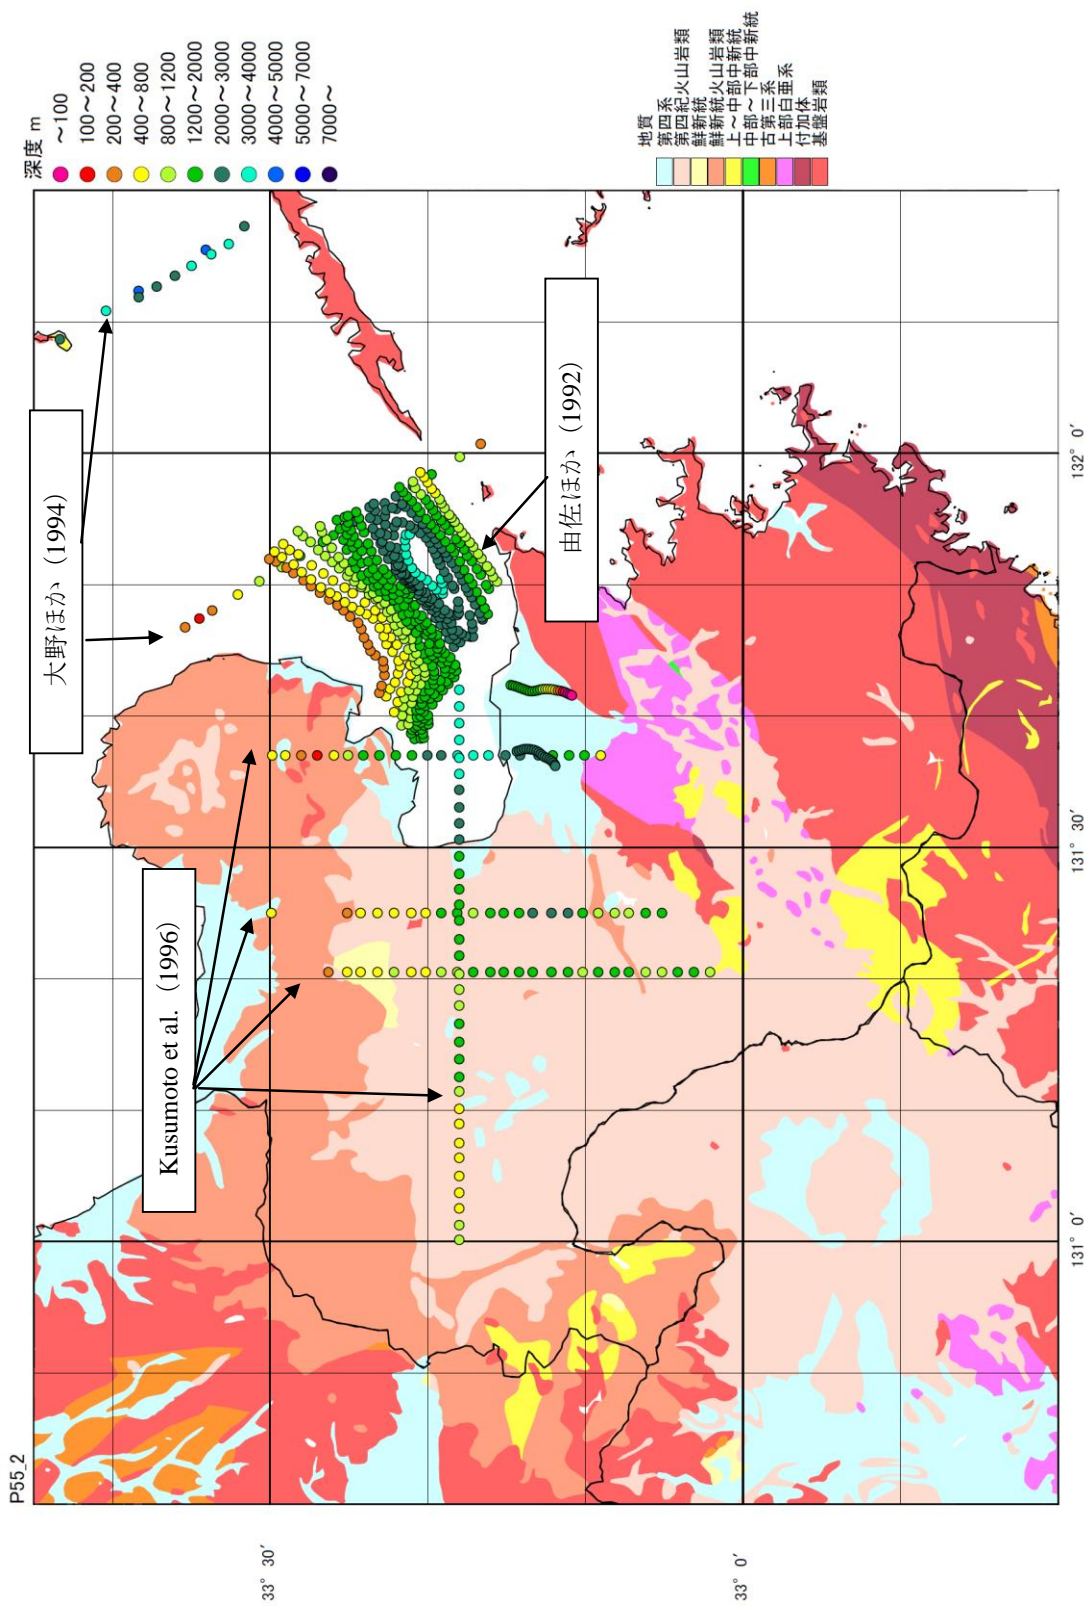 P55_2
深度 m
～100
100～200
200～400
400～800
800～1200
1200～2000
2000～3000
3000～4000
4000～5000
5000～7000
7000～
地質
第四系
第四紀火山岩類
鮮新統
鮮新統火山岩類
上～中部中新統
中部～下部中新統
古第三系
上部白亜系
付加体
基盤岩類
大野ほか（1994）
由佐ほか（1992）
Kusumoto et al.（1996）
33° 30′
33° 0′
131° 0′
131° 30′
132° 0′